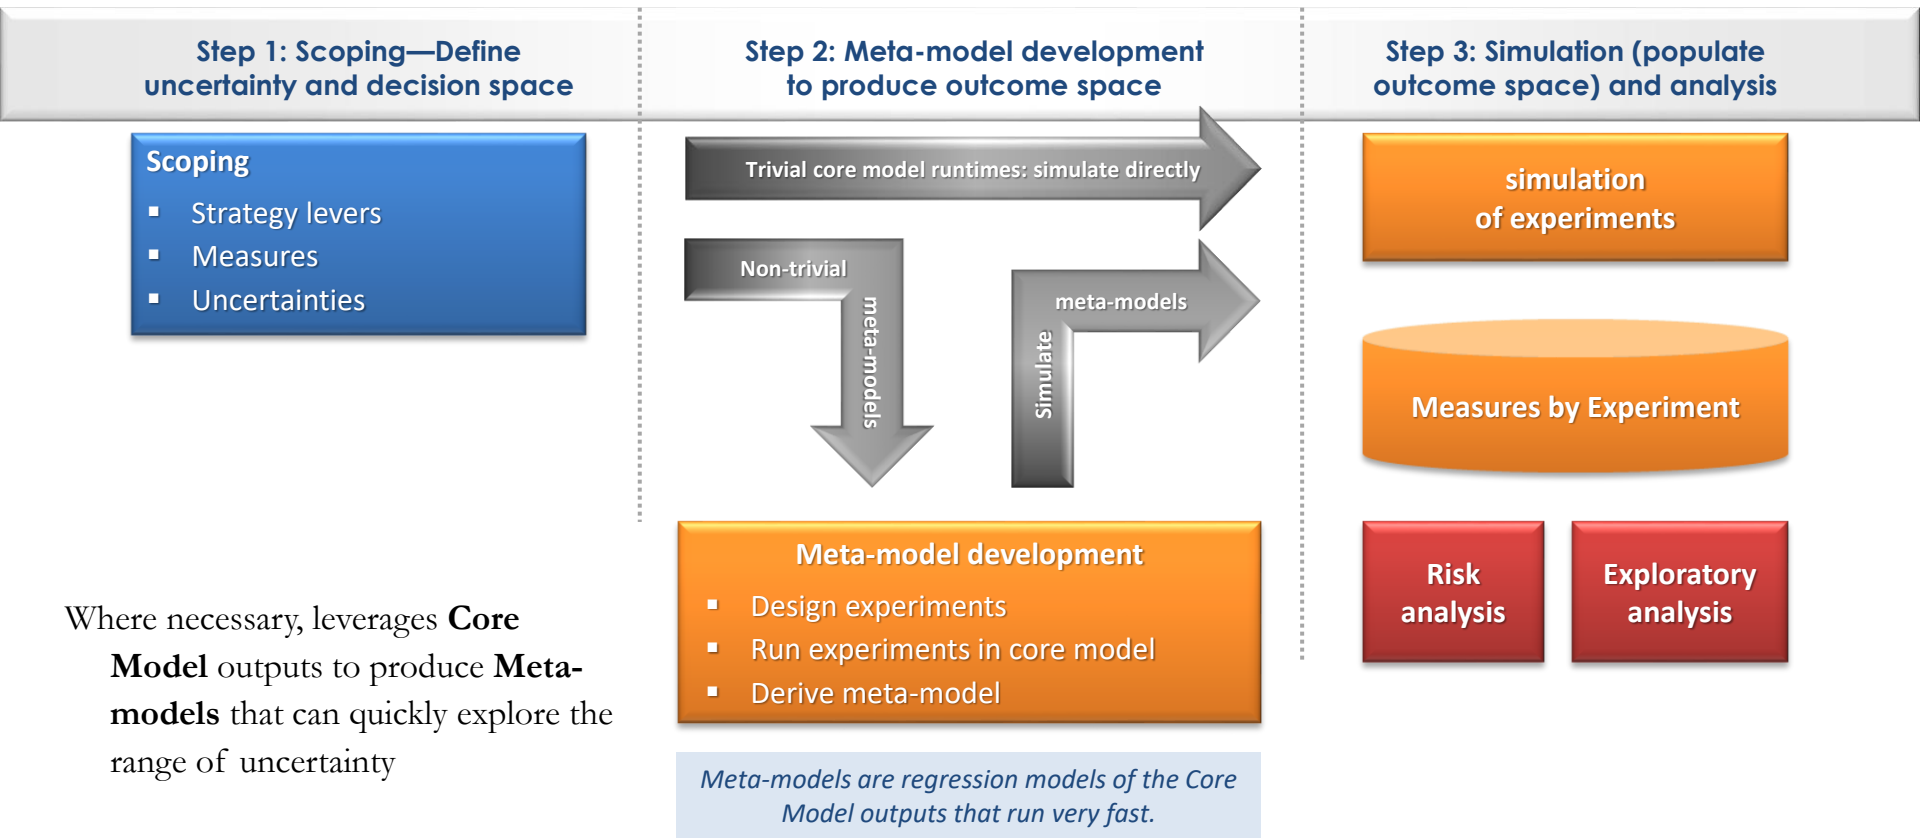 Step 1: Scoping—Define
uncertainty and decision space
Step 2: Meta-model development
to produce outcome space
Step 3: Simulation (populate
outcome space) and analysis
Scoping
▪ Strategy levers
▪ Measures
▪ Uncertainties
Where necessary, leverages Core
Model outputs to produce Meta-
models that can quickly explore the
range of uncertainty
Trivial core model runtimes: simulate directly
Non-trivial
meta-models
Simulate
meta-models
Meta-model development
▪ Design experiments
▪ Run experiments in core model
▪ Derive meta-model
Meta-models are regression models of the Core
Model outputs that run very fast.
simulation
of experiments
Measures by Experiment
Risk
analysis
Exploratory
analysis